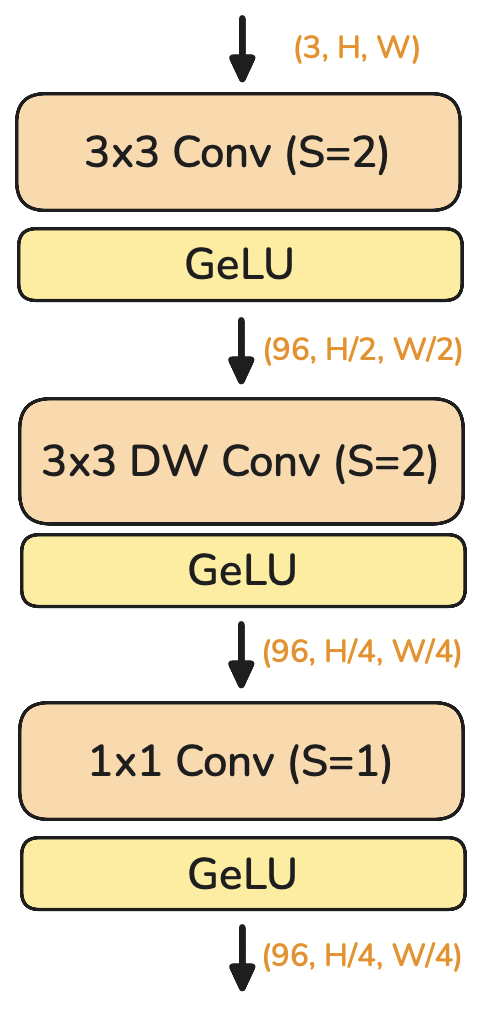 (3, H, W)
3x3 Conv (S=2)
GeLU
(96, H/2, W/2)
3x3 DW Conv (S=2)
GeLU
(96, H/4, W/4)
1x1 Conv (S=1)
GeLU
(96, H/4, W/4)